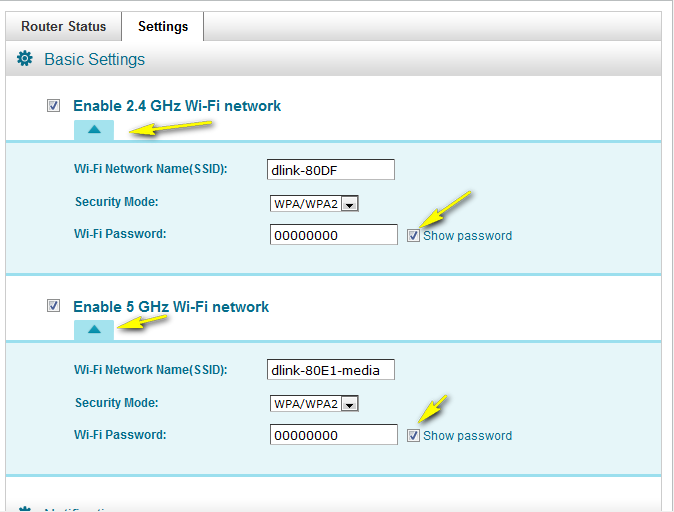 Router Status Settings
Basic Settings
Enable 2.4 GHz Wi-Fi network
Wi-Fi Network Name(SSID): dlink-80DF
Security Mode: WPA/WPA2
Wi-Fi Password: 00000000 Show password
Enable 5 GHz Wi-Fi network
Wi-Fi Network Name(SSID): dlink-80E1-media
Security Mode: WPA/WPA2
Wi-Fi Password: 00000000 Show password